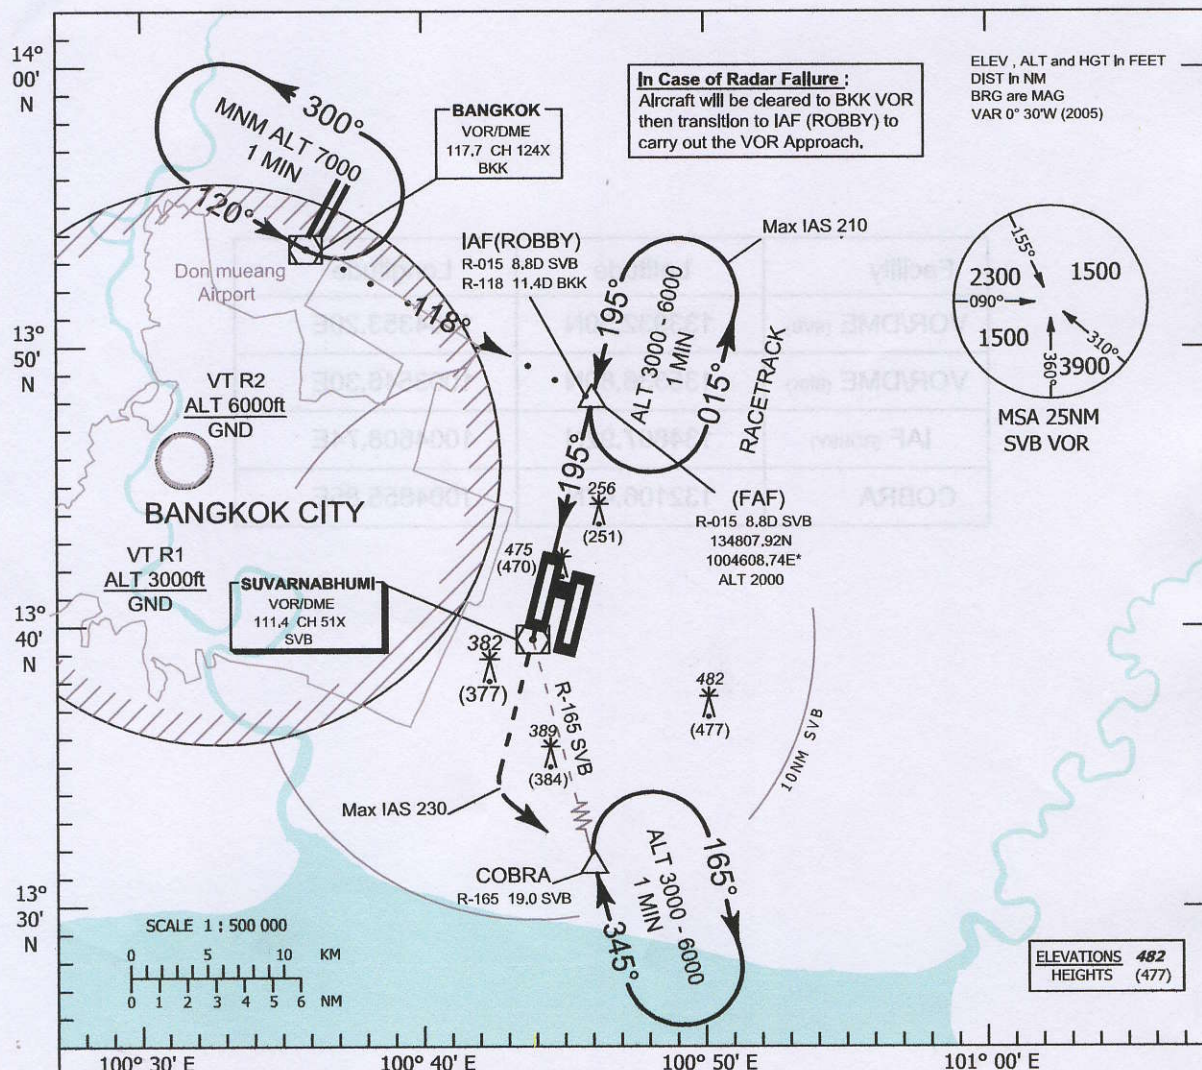 14°
00'
N
13°
50'
N
13°
40'
N
13°
30'
N
100° 30' E
100° 40' E
100° 50' E
101° 00' E
In Case of Radar Failure :
Aircraft will be cleared to BKK VOR
then transition to IAF (ROBBY) to
carry out the VOR Approach.
ELEV , ALT and HGT in FEET
DIST in NM
BRG are MAG
VAR 0° 30'W (2005)
300°
MNM ALT 7000
1 MIN
120°
BANGKOK
VOR/DME
117.7 CH 124X
BKK
Don mueang
Airport
118°
IAF(ROBBY)
R-015 8.8D SVB
R-118 11.4D BKK
Max IAS 210
195°
ALT 3000 - 6000
1 MIN
015°
RACETRACK
155°
2300
1500
090°
1500
310°
360°
3900
MSA 25NM
SVB VOR
VT R2
ALT 6000ft
GND
BANGKOK CITY
VT R1
ALT 3000ft
GND
195°
256
(251)
(FAF)
R-015 8.8D SVB
134807.92N
1004608.74E*
ALT 2000
475
(470)
SUVARNABHUMI
VOR/DME
111.4 CH 51X
SVB
382
(377)
R-165 SVB
482
(477)
389
(384)
10NM SVB
Max IAS 230
COBRA
R-165 19.0 SVB
165°
ALT 3000 - 6000
1 MIN
345°
SCALE 1 : 500 000
0 5 10 KM
0 1 2 3 4 5 6 NM
ELEVATIONS 482
HEIGHTS (477)